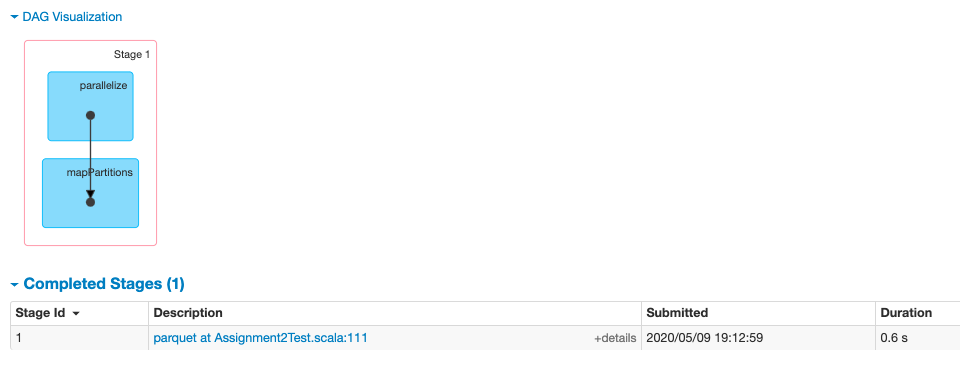 DAG Visualization
Stage 1
parallelize
mapPartitions
Completed Stages (1)
Stage Id Description Submitted Duration
1 parquet at Assignment2Test.scala:111 +details 2020/05/09 19:12:59 0.6 s